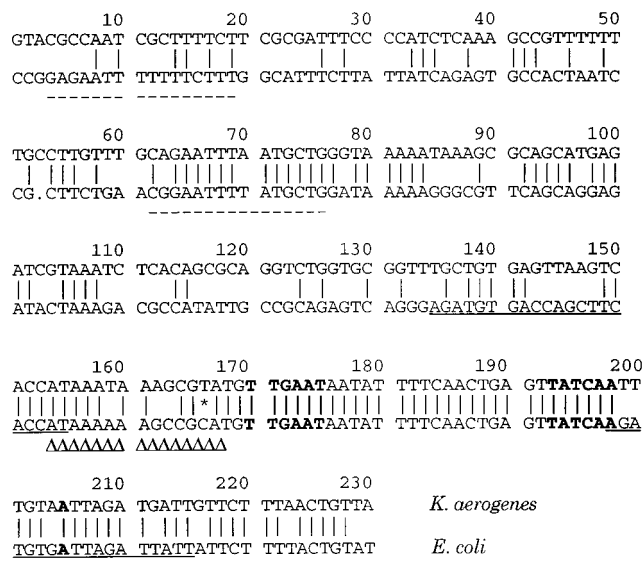 10 20 30 40 50
GTACGCCAAT CGCTTTTCTT CGCGATTTCC CCATCTCAAA GCCGTTTTTT
CCGGAGAATT TTTTTCTTTG GCATTTCTTA TTATCAGAGT GCCACTAATC
60 70 80 90 100
TGCCTTGTTT GCAGAATTTA ATGCTGGGTA AAAATAAAGC GCAGCATGAG
CG.CTTCTGA ACGGAATTTT ATGCTGGATA AAAAGGGCGT TCAGCAGGAG
110 120 130 140 150
ATCGTAAATC TCACAGCGCA GGTCTGGTGC GGTTTGCTGT GAGTTAAGTC
ATACTAAAGA CGCCATATTG CCGCAGAGTC AGGGAGATGT GACCAGCTTC
160 170 180 190 200
ACCATAAATA AAGCGTATGT TGAATAATAT TTTCAACTGA GTTATCAATT
*
ACCATAAAAA AGCCGCATGT TGAATAATAT TTTCAACTGA GTTATCAAGA
ΔΔΔΔΔΔΔ ΔΔΔΔΔΔΔΔ
210 220 230
TGTAATTAGA TGATTGTTCT TTAACTGTTA K. aerogenes
TGTGATTAGA TTATTATTCT TTTACTGTAT E. coli